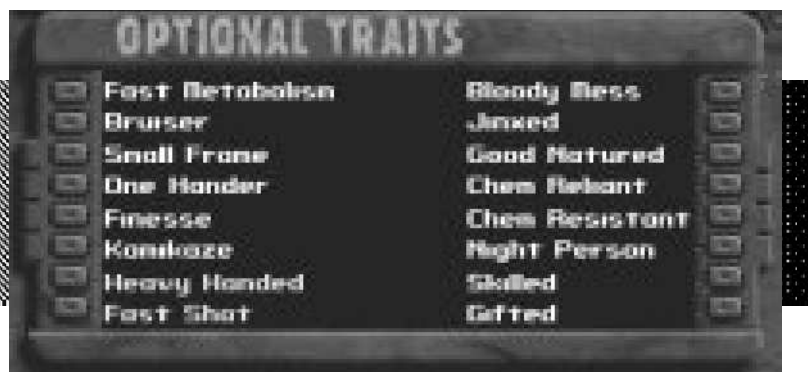 OPTIONAL TRAITS
Fast Metabolism
Bruiser
Small Frame
One Hander
Finesse
Kamikaze
Heavy Handed
Fast Shot
Bloody Mess
Jinxed
Good Natured
Chem Reliant
Chem Resistant
Night Person
Skilled
Gifted